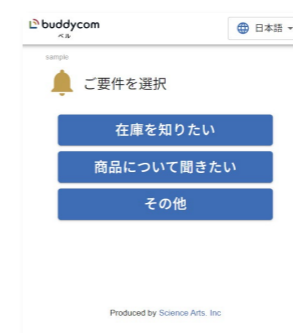 buddycom
ベル
日本語
sample
ご要件を選択
在庫を知りたい
商品について聞きたい
その他
Produced by Science Arts. Inc